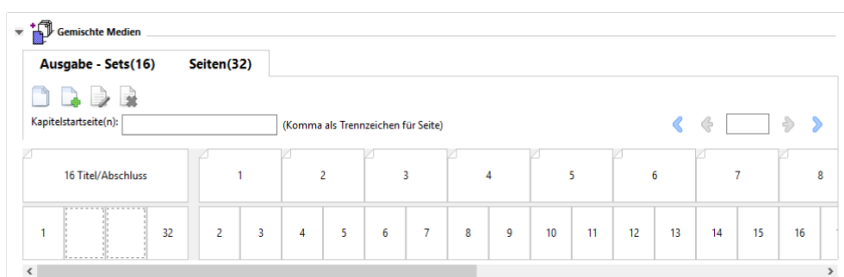 Gemischte Medien
Ausgabe - Sets(16) Seiten(32)
Kapitelstartseite(n): (Komma als Trennzeichen für Seite)
16 Titel/Abschluss 1 2 3 4 5 6 7 8
1 32 2 3 4 5 6 7 8 9 10 11 12 13 14 15 16